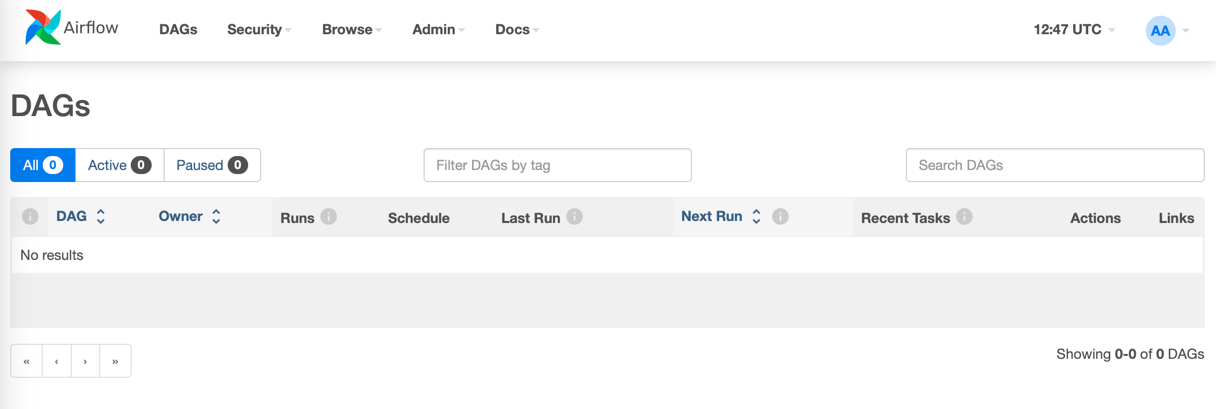 Airflow DAGs Security Browse Admin Docs 12:47 UTC AA
DAGs
All 0 Active 0 Paused 0 Filter DAGs by tag Search DAGs
i DAG Owner Runs i Schedule Last Run i Next Run i Recent Tasks i Actions Links
No results
« ‹ › » Showing 0-0 of 0 DAGs